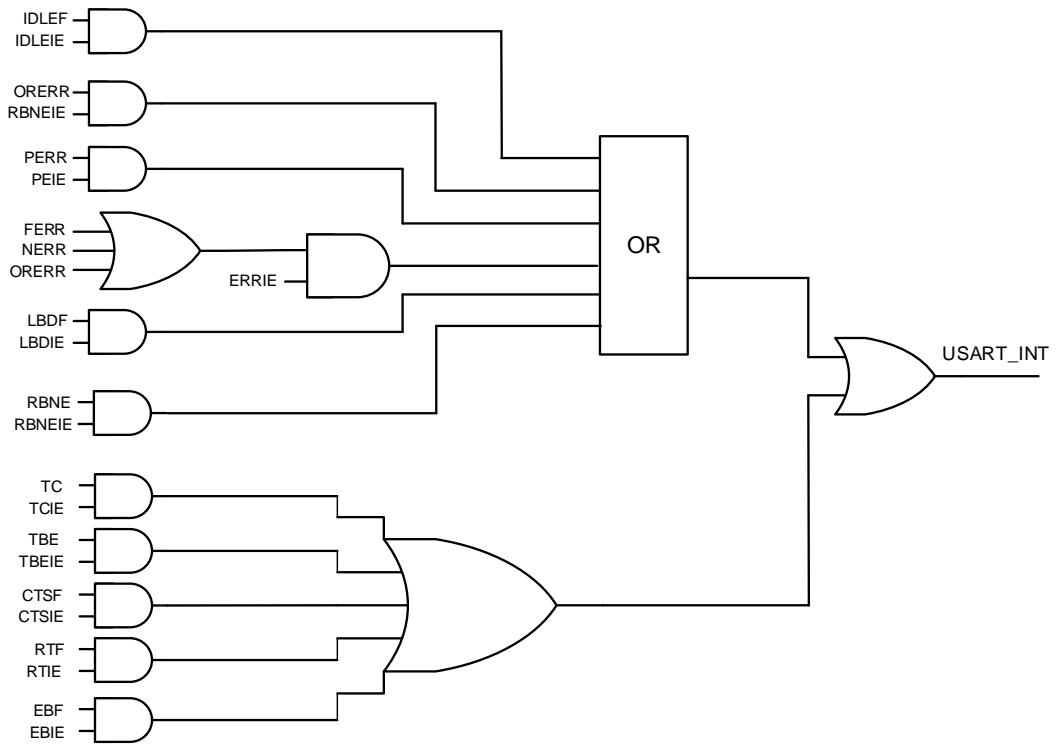 IDLEF
IDLEIE
ORERR
RBNEIE
PERR
PEIE
FERR
NERR
ORERR
ERRIE
LBDF
LBDIE
RBNE
RBNEIE
OR
USART_INT
TC
TCIE
TBE
TBEIE
CTSF
CTSIE
RTF
RTIE
EBF
EBIE